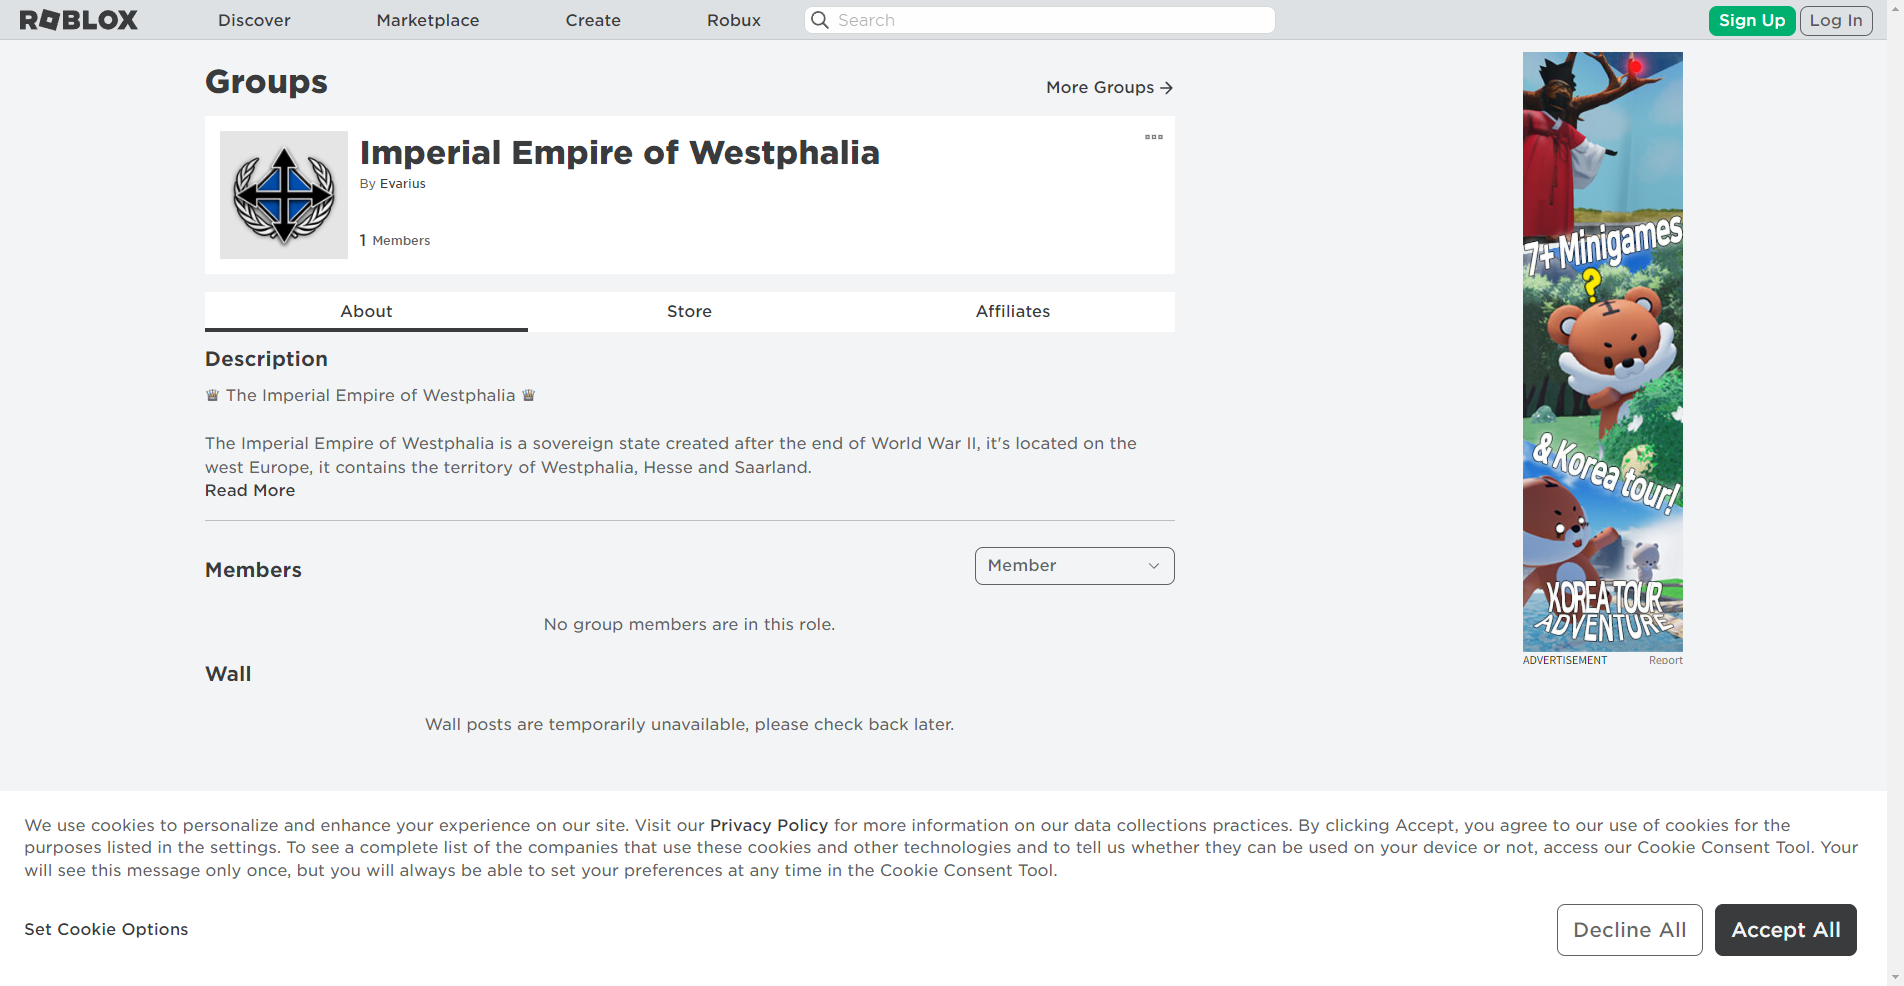 ROBLOX
Discover
Marketplace
Create
Robux
Search
Sign Up
Log In
Groups
More Groups →
Imperial Empire of Westphalia
By Evarius
1 Members
About
Store
Affiliates
Description
♛ The Imperial Empire of Westphalia ♛
The Imperial Empire of Westphalia is a sovereign state created after the end of World War II, it's located on the
west Europe, it contains the territory of Westphalia, Hesse and Saarland.
Read More
Members
Member
No group members are in this role.
Wall
Wall posts are temporarily unavailable, please check back later.
7+ Minigames
?
& Korea tour!
KOREA TOUR
ADVENTURE
ADVERTISEMENT
Report
We use cookies to personalize and enhance your experience on our site. Visit our Privacy Policy for more information on our data collections practices. By clicking Accept, you agree to our use of cookies for the
purposes listed in the settings. To see a complete list of the companies that use these cookies and other technologies and to tell us whether they can be used on your device or not, access our Cookie Consent Tool. Your
will see this message only once, but you will always be able to set your preferences at any time in the Cookie Consent Tool.
Set Cookie Options
Decline All
Accept All